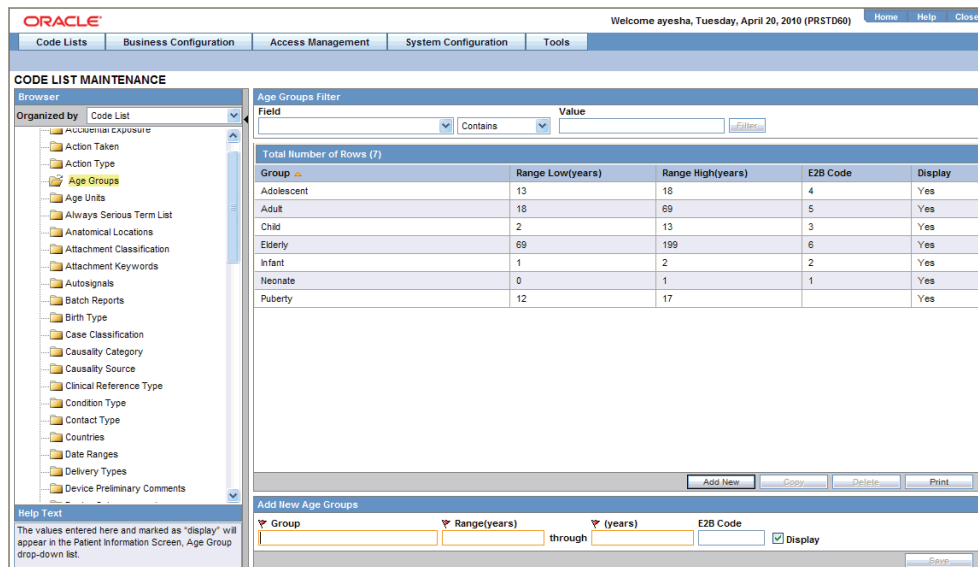 ORACLE
Welcome ayesha, Tuesday, April 20, 2010 (PRSTD60)
Home Help Close
Code Lists Business Configuration Access Management System Configuration Tools
CODE LIST MAINTENANCE
Browser
Organized by Code List
Accidental Exposure
Action Taken
Action Type
Age Groups
Age Units
Always Serious Term List
Anatomical Locations
Attachment Classification
Attachment Keywords
Autosignals
Batch Reports
Birth Type
Case Classification
Causality Category
Causality Source
Clinical Reference Type
Condition Type
Contact Type
Countries
Date Ranges
Delivery Types
Device Preliminary Comments
Help Text
The values entered here and marked as "display" will
appear in the Patient Information Screen, Age Group
drop-down list.
Age Groups Filter
Field Value
Contains Filter
Total Number of Rows (7)
Group Range Low(years) Range High(years) E2B Code Display
Adolescent 13 18 4 Yes
Adult 18 69 5 Yes
Child 2 13 3 Yes
Elderly 69 199 6 Yes
Infant 1 2 2 Yes
Neonate 0 1 1 Yes
Puberty 12 17 Yes
Add New Copy Delete Print
Add New Age Groups
Group Range(years) (years) E2B Code
through Display
Save